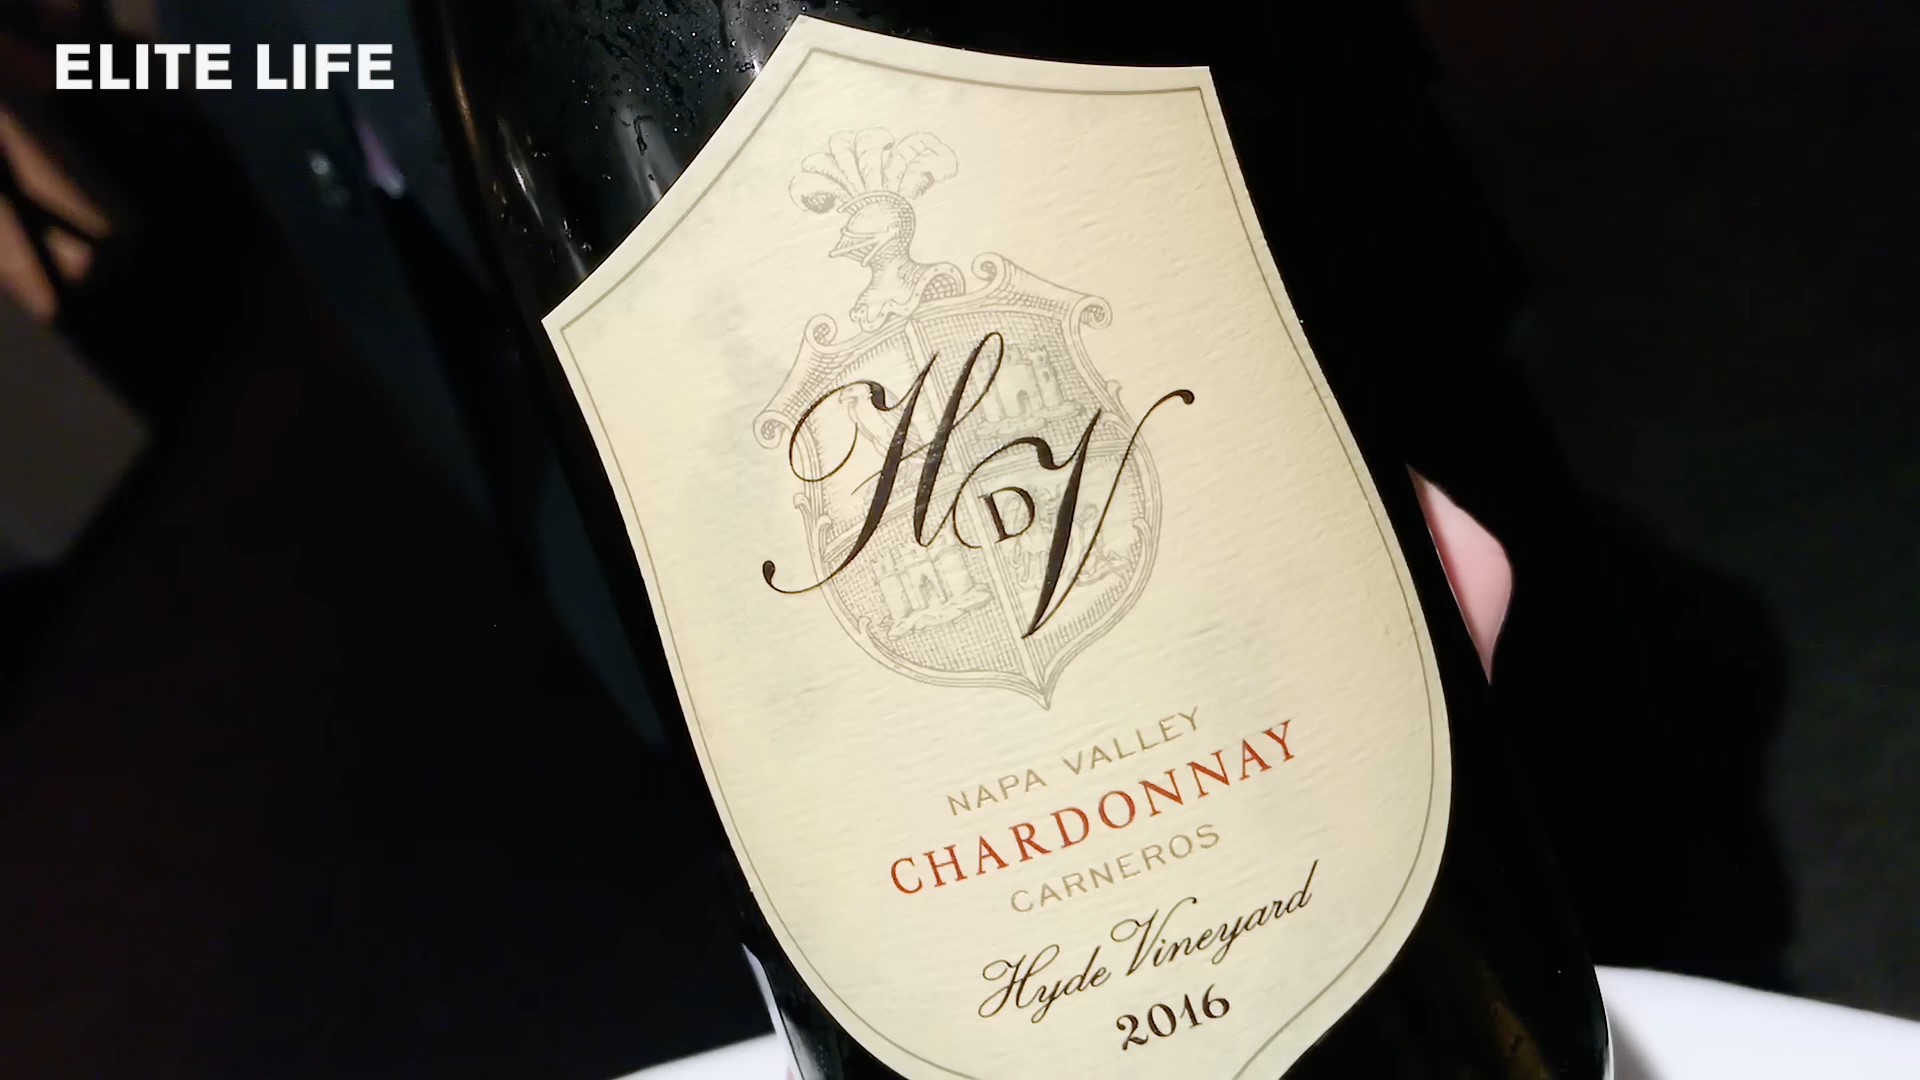 ELITE LIFE
HDV
NAPA VALLEY
CHARDONNAY
CARNEROS
Hyde Vineyard
2016